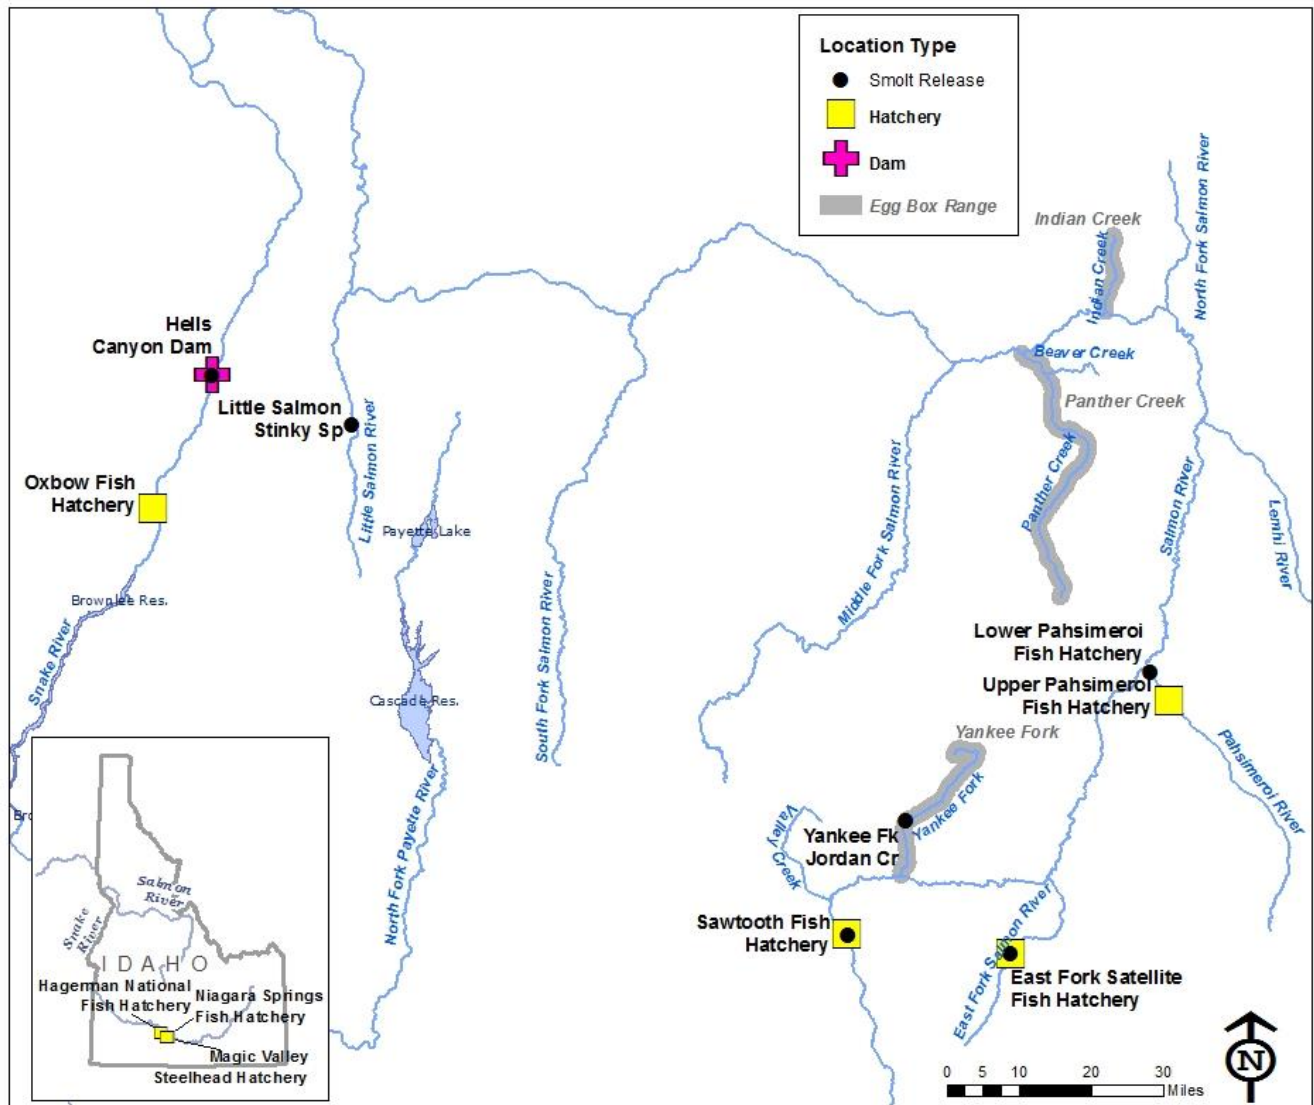 Location Type
Smolt Release
Hatchery
Dam
Egg Box Range
Indian Creek
Indian Creek
North Fork Salmon River
Hells
Canyon Dam
Beaver Creek
Panther Creek
Panther Creek
Little Salmon
Stinky Sp
Little Salmon River
Oxbow Fish
Hatchery
Payette Lake
Middle Fork Salmon River
Salmon River
Lemhi River
Brownlee Res.
Snake River
South Fork Salmon River
Lower Pahsimeroi
Fish Hatchery
Upper Pahsimeroi
Fish Hatchery
Cascade Res.
Pahsimeroi River
Yankee Fork
Yankee Fork
North Fork Payette River
Valley
Creek
Yankee Fk
Jordan Cr
Sawtooth Fish
Hatchery
East Fork Salmon River
East Fork Satellite
Fish Hatchery
Bro
Salmon
River
Snake
River
IDAHO
Hagerman National
Fish Hatchery
Niagara Springs
Fish Hatchery
Magic Valley
Steelhead Hatchery
N
0 5 10 20 30
Miles